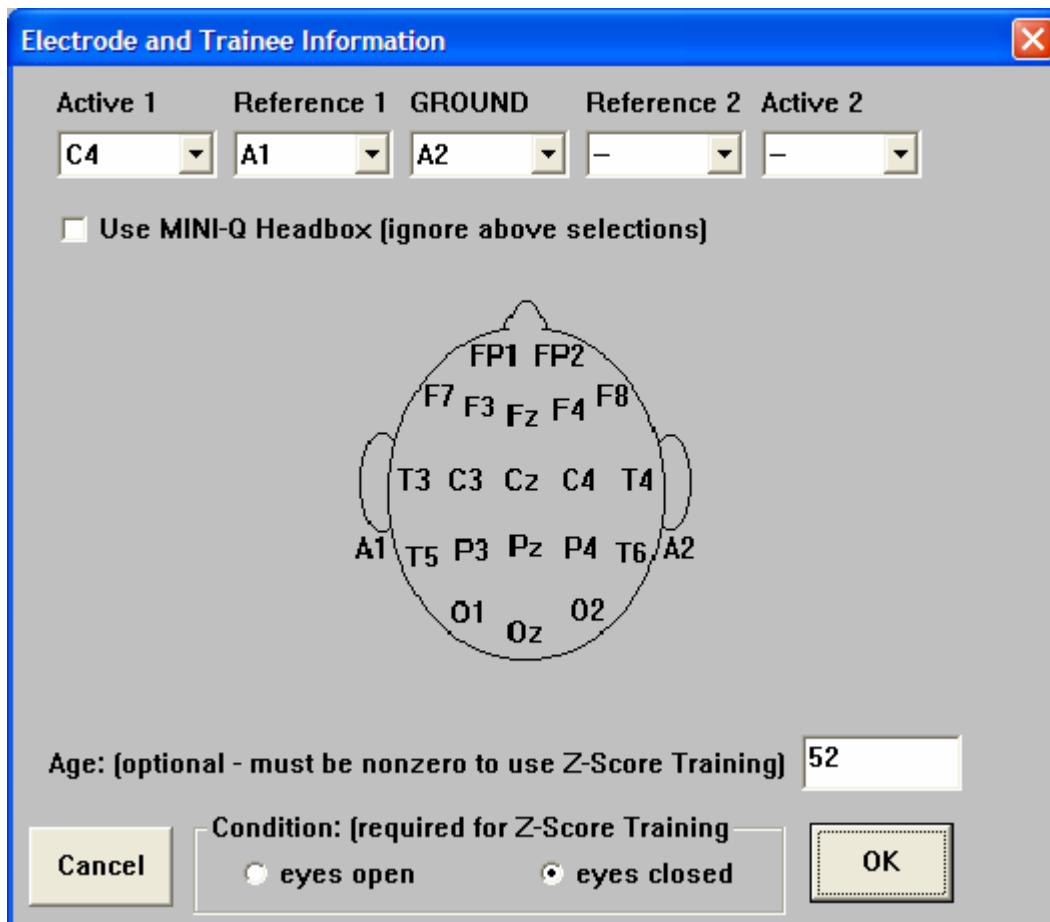 Electrode and Trainee Information
Active 1 Reference 1 GROUND Reference 2 Active 2
C4 A1 A2 – –
Use MINI-Q Headbox (ignore above selections)
FP1 FP2
F7 F3 Fz F4 F8
T3 C3 Cz C4 T4
A1 T5 P3 Pz P4 T6 A2
O1 Oz O2
Age: (optional - must be nonzero to use Z-Score Training) 52
Condition: (required for Z-Score Training
Cancel eyes open eyes closed OK